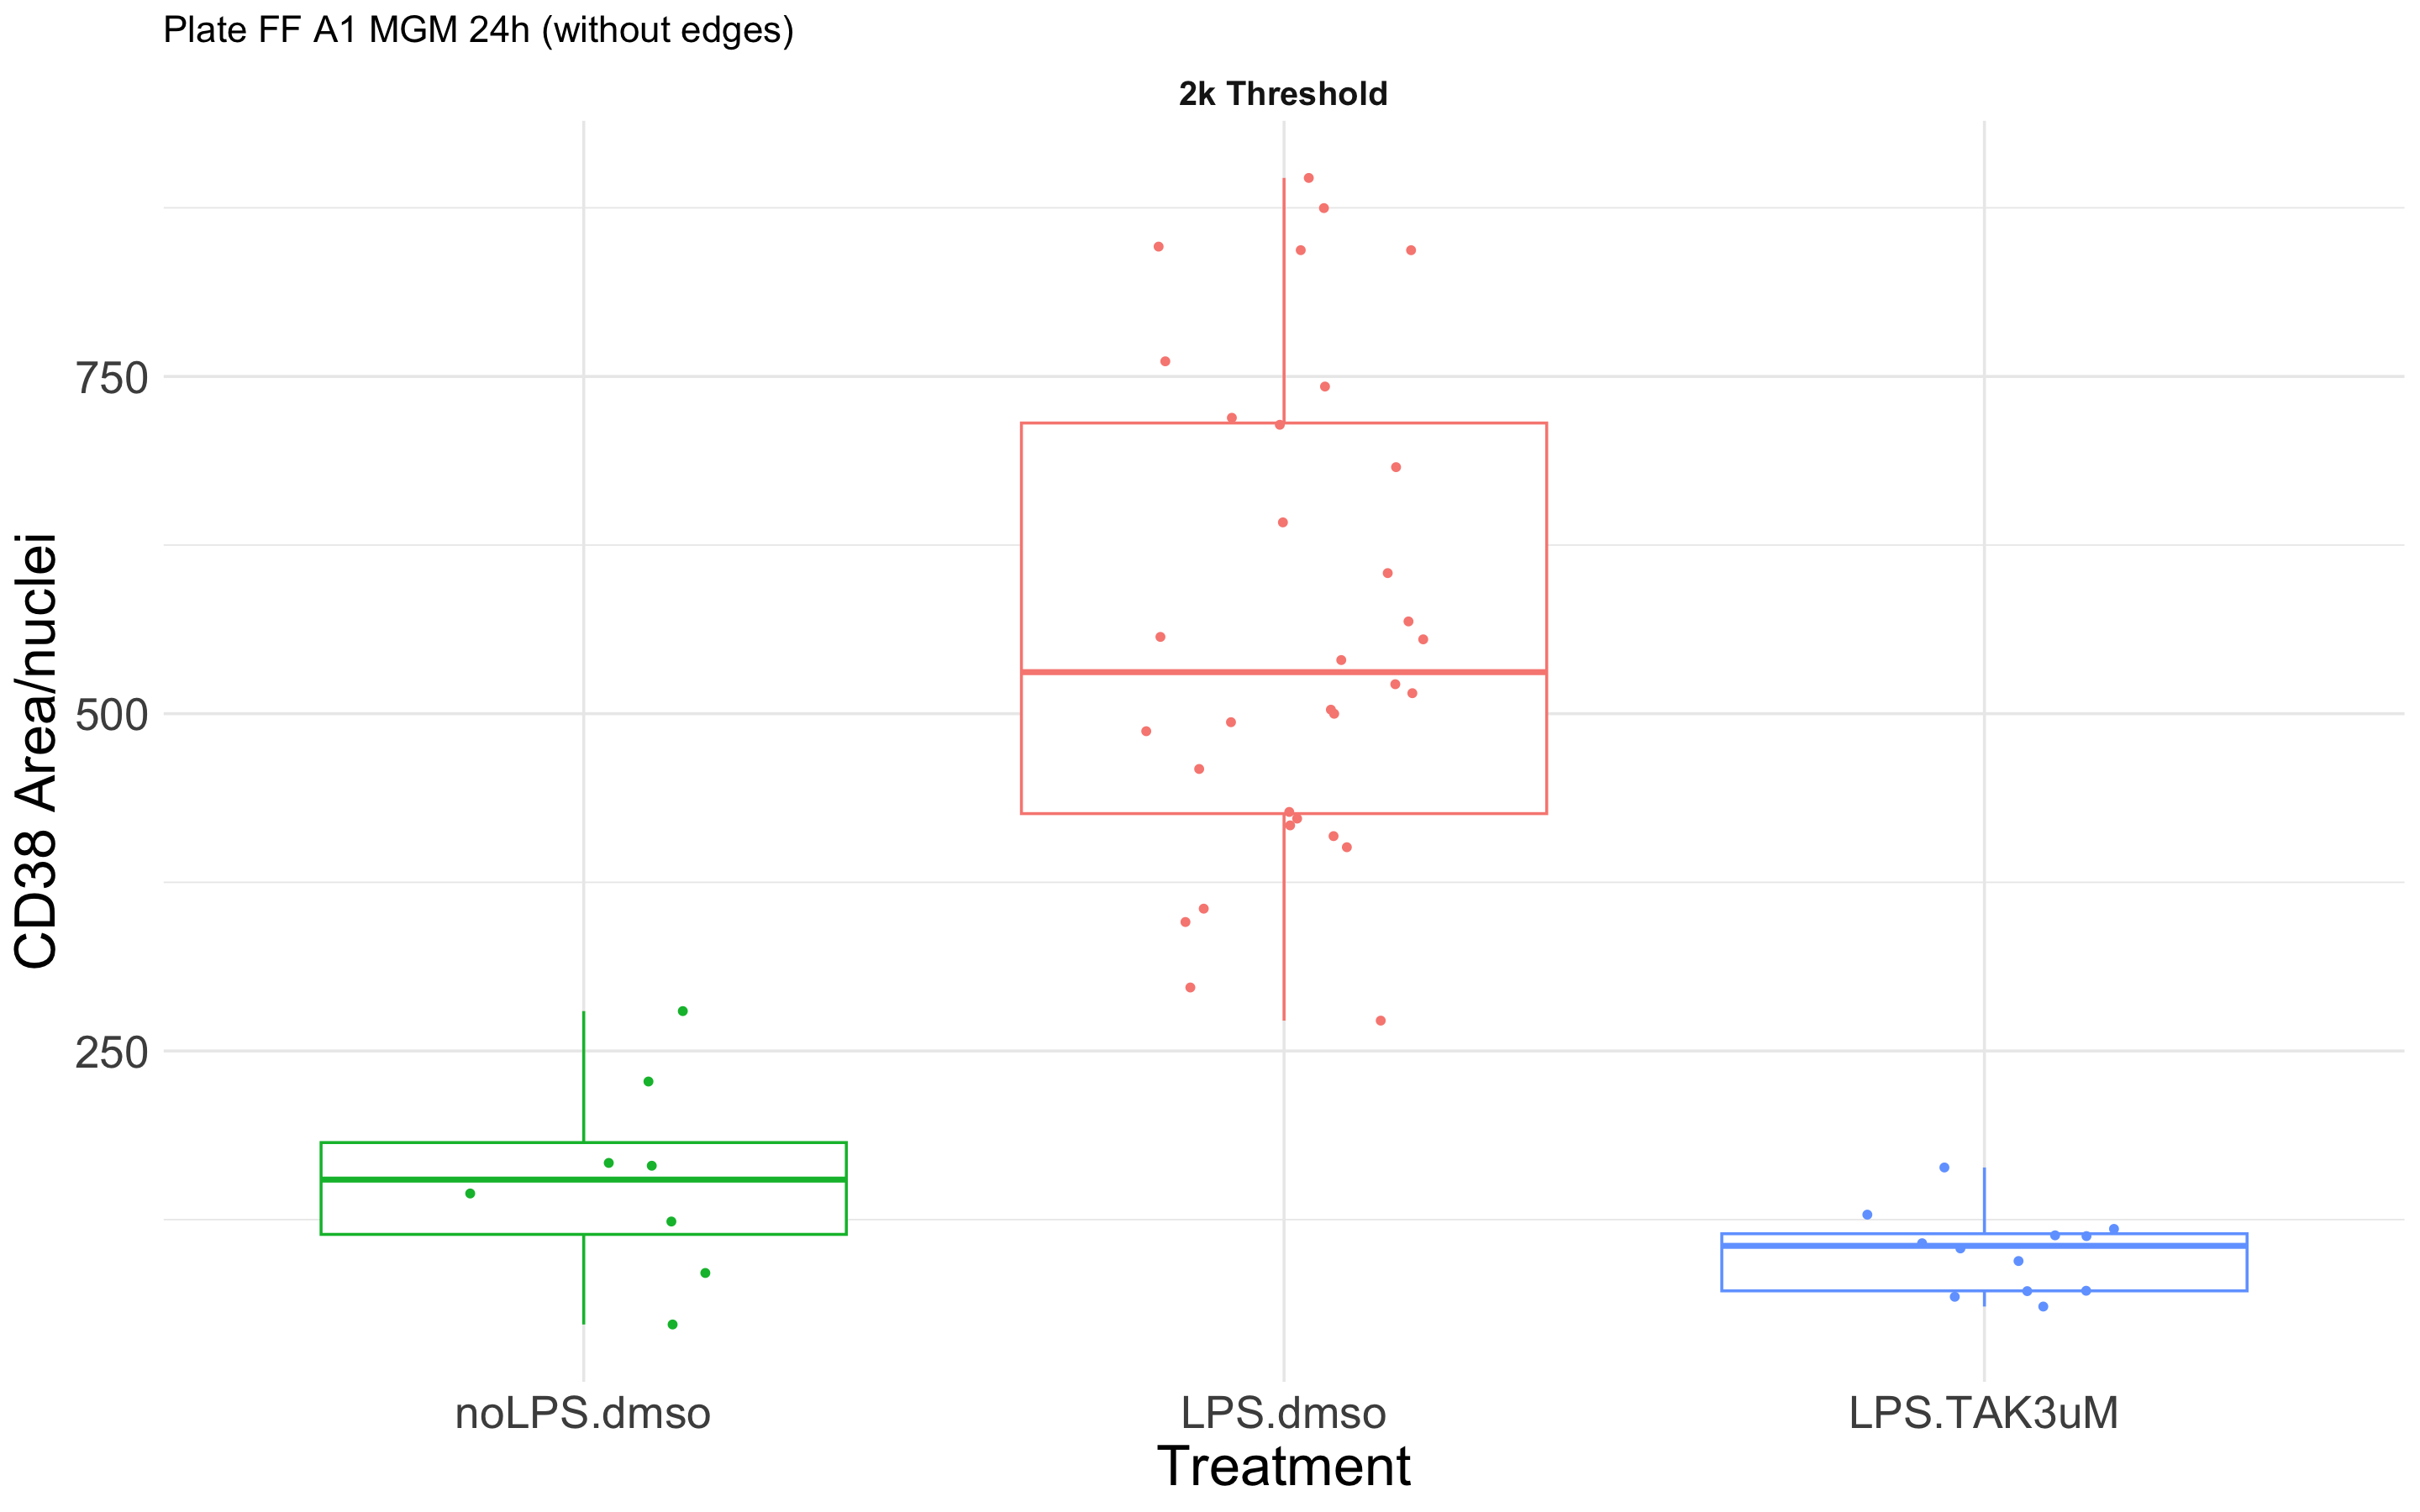 Plate FF A1 MGM 24h (without edges)
2k Threshold
CD38 Area/nuclei
750
500
250
noLPS.dmso
LPS.dmso
LPS.TAK3uM
Treatment